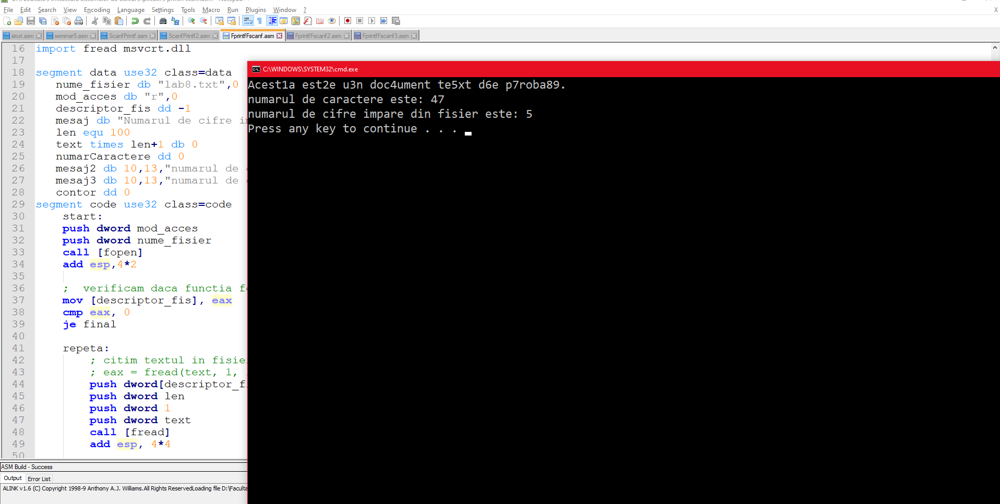 File Edit Search View Encoding Language Settings Tools Macro Run Plugins Window ? X
siruri.asm seminar5.asm ScanfPrintf.asm ScanfPrintf2.asm FprintfFscanf.asm FprintfFscanf2.asm FprintfFscanf3.asm
16 import fread msvcrt.dll
17
18 segment data use32 class=data
19 nume_fisier db "lab8.txt",0
20 mod_acces db "r",0
21 descriptor_fis dd -1
22 mesaj db "Numarul de cifre
23 len equ 100
24 text times len+1 db 0
25 numarCaractere dd 0
26 mesaj2 db 10,13,"numarul de
27 mesaj3 db 10,13,"numarul de
28 contor dd 0
29 segment code use32 class=code
30 start:
31 push dword mod_acces
32 push dword nume_fisier
33 call [fopen]
34 add esp,4*2
35
36 ; verificam daca functia
37 mov [descriptor_fis], eax
38 cmp eax, 0
39 je final
40
41 repeta:
42 ; citim textul in fisie
43 ; eax = fread(text, 1,
44 push dword[descriptor_f
45 push dword len
46 push dword 1
47 push dword text
48 call [fread]
49 add esp, 4*4
50
C:\WINDOWS\SYSTEM32\cmd.exe
Acest1a est2e u3n doc4ument te5xt d6e p7roba89.
numarul de caractere este: 47
numarul de cifre impare din fisier este: 5
Press any key to continue . . .
ASM Build - Success
Output Error List
ALINK v1.6 (C) Copyright 1998-9 Anthony A.J. Williams.All Rights ReservedLoading file D:\Faculta